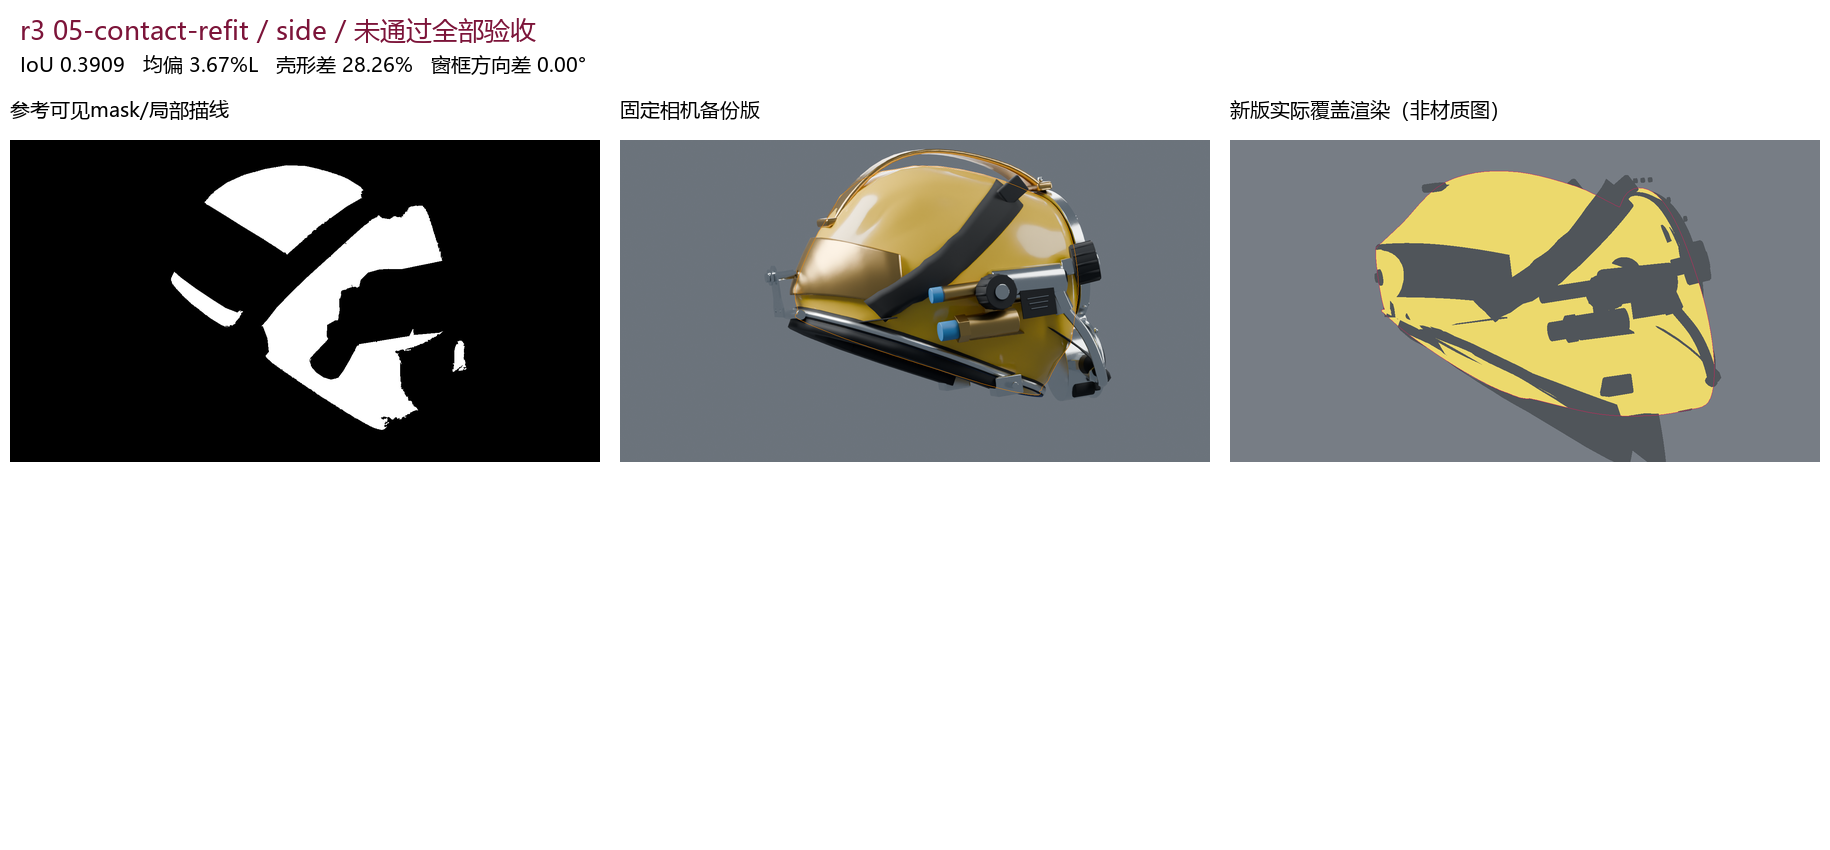 r3 05-contact-refit / side / 未通过全部验收
IoU 0.3909 均偏 3.67%L 壳形差 28.26% 窗框方向差 0.00°
参考可见mask/局部描线
固定相机备份版
新版实际覆盖渲染（非材质图）